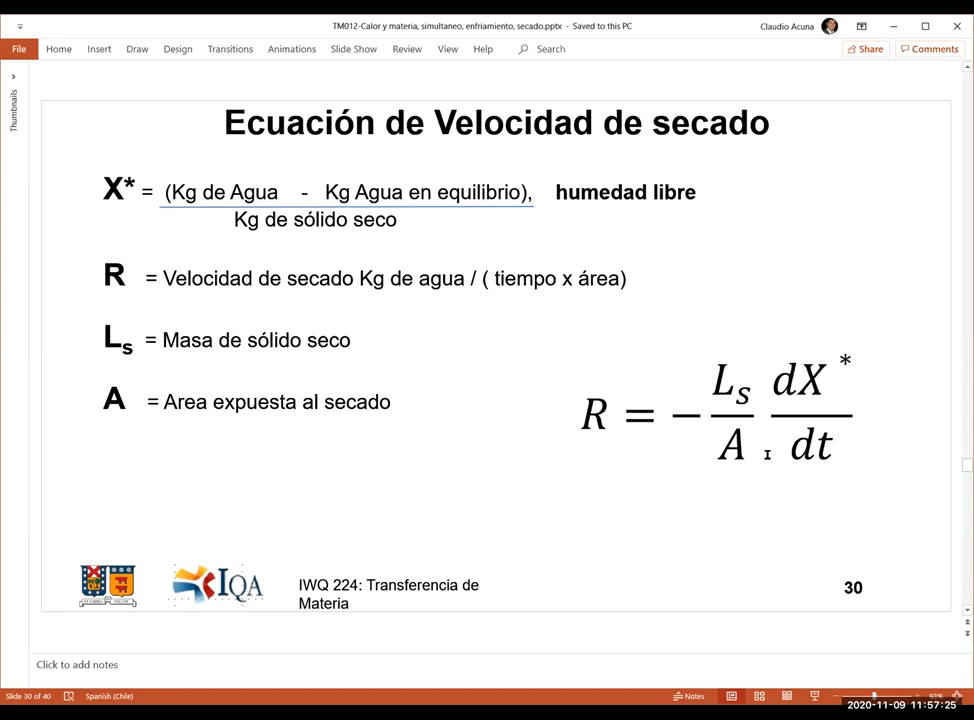 TM012-Calor y materia, simultaneo, enfriamiento, secado.pptx - Saved to this PC
Claudio Acuna
File Home Insert Draw Design Transitions Animations Slide Show Review View Help Search Share Comments
Thumbnails
Ecuación de Velocidad de secado
X* = (Kg de Agua - Kg Agua en equilibrio), humedad libre
Kg de sólido seco
R = Velocidad de secado Kg de agua / ( tiempo x área)
Ls = Masa de sólido seco
A = Area expuesta al secado
R = − Ls/A dX*/dt
IQA
IWQ 224: Transferencia de
Materia
30
Click to add notes
Slide 30 of 40 Spanish (Chile) Notes
2020-11-09 11:57:25